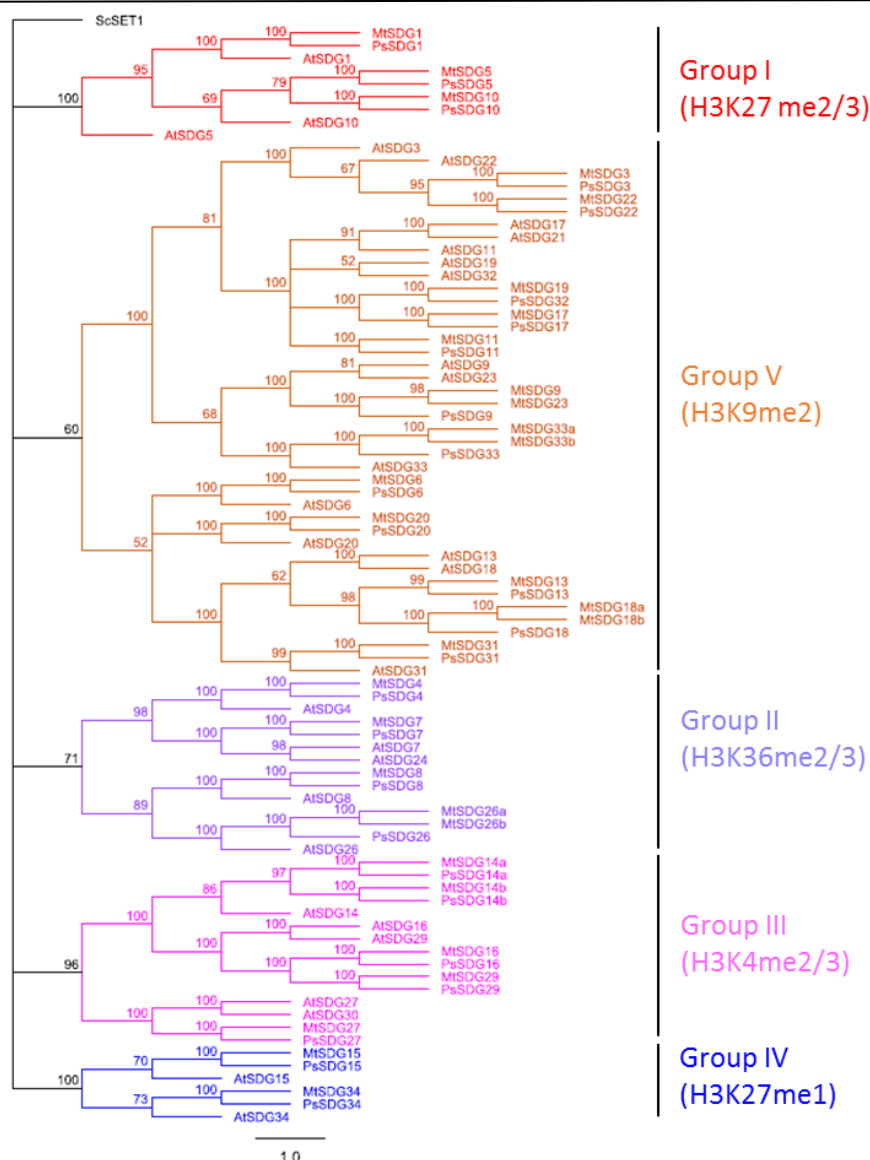 ScSET1
100
MtSDG1
100
PsSDG1
AtSDG1
95
100
MtSDG5
79
PsSDG5
100
MtSDG10
69
PsSDG10
100
AtSDG10
AtSDG5
Group I
(H3K27 me2/3)
AtSDG3
100
AtSDG22
67
100
MtSDG3
95
PsSDG3
100
MtSDG22
PsSDG22
81
100
AtSDG17
91
AtSDG21
AtSDG11
52
AtSDG19
AtSDG32
100
100
MtSDG19
100
PsSDG32
100
MtSDG17
PsSDG17
100
100
MtSDG11
PsSDG11
81
AtSDG9
100
AtSDG23
98
MtSDG9
100
MtSDG23
PsSDG9
68
100
MtSDG33a
100
MtSDG33b
100
PsSDG33
AtSDG33
60
100
MtSDG6
100
PsSDG6
AtSDG6
100
MtSDG20
100
PsSDG20
AtSDG20
52
100
AtSDG13
62
AtSDG18
99
MtSDG13
98
PsSDG13
100
MtSDG18a
100
MtSDG18b
PsSDG18
100
100
MtSDG31
99
PsSDG31
AtSDG31
Group V
(H3K9me2)
100
MtSDG4
100
PsSDG4
98
AtSDG4
100
MtSDG7
100
PsSDG7
98
AtSDG7
AtSDG24
71
100
MtSDG8
100
PsSDG8
89
AtSDG8
100
MtSDG26a
100
MtSDG26b
100
PsSDG26
AtSDG26
Group II
(H3K36me2/3)
100
MtSDG14a
97
PsSDG14a
86
100
MtSDG14b
PsSDG14b
100
AtSDG14
100
AtSDG16
100
AtSDG29
100
MtSDG16
100
PsSDG16
100
MtSDG29
PsSDG29
96
100
AtSDG27
100
AtSDG30
100
MtSDG27
PsSDG27
Group III
(H3K4me2/3)
100
MtSDG15
70
PsSDG15
AtSDG15
100
100
MtSDG34
73
PsSDG34
AtSDG34
Group IV
(H3K27me1)
1.0